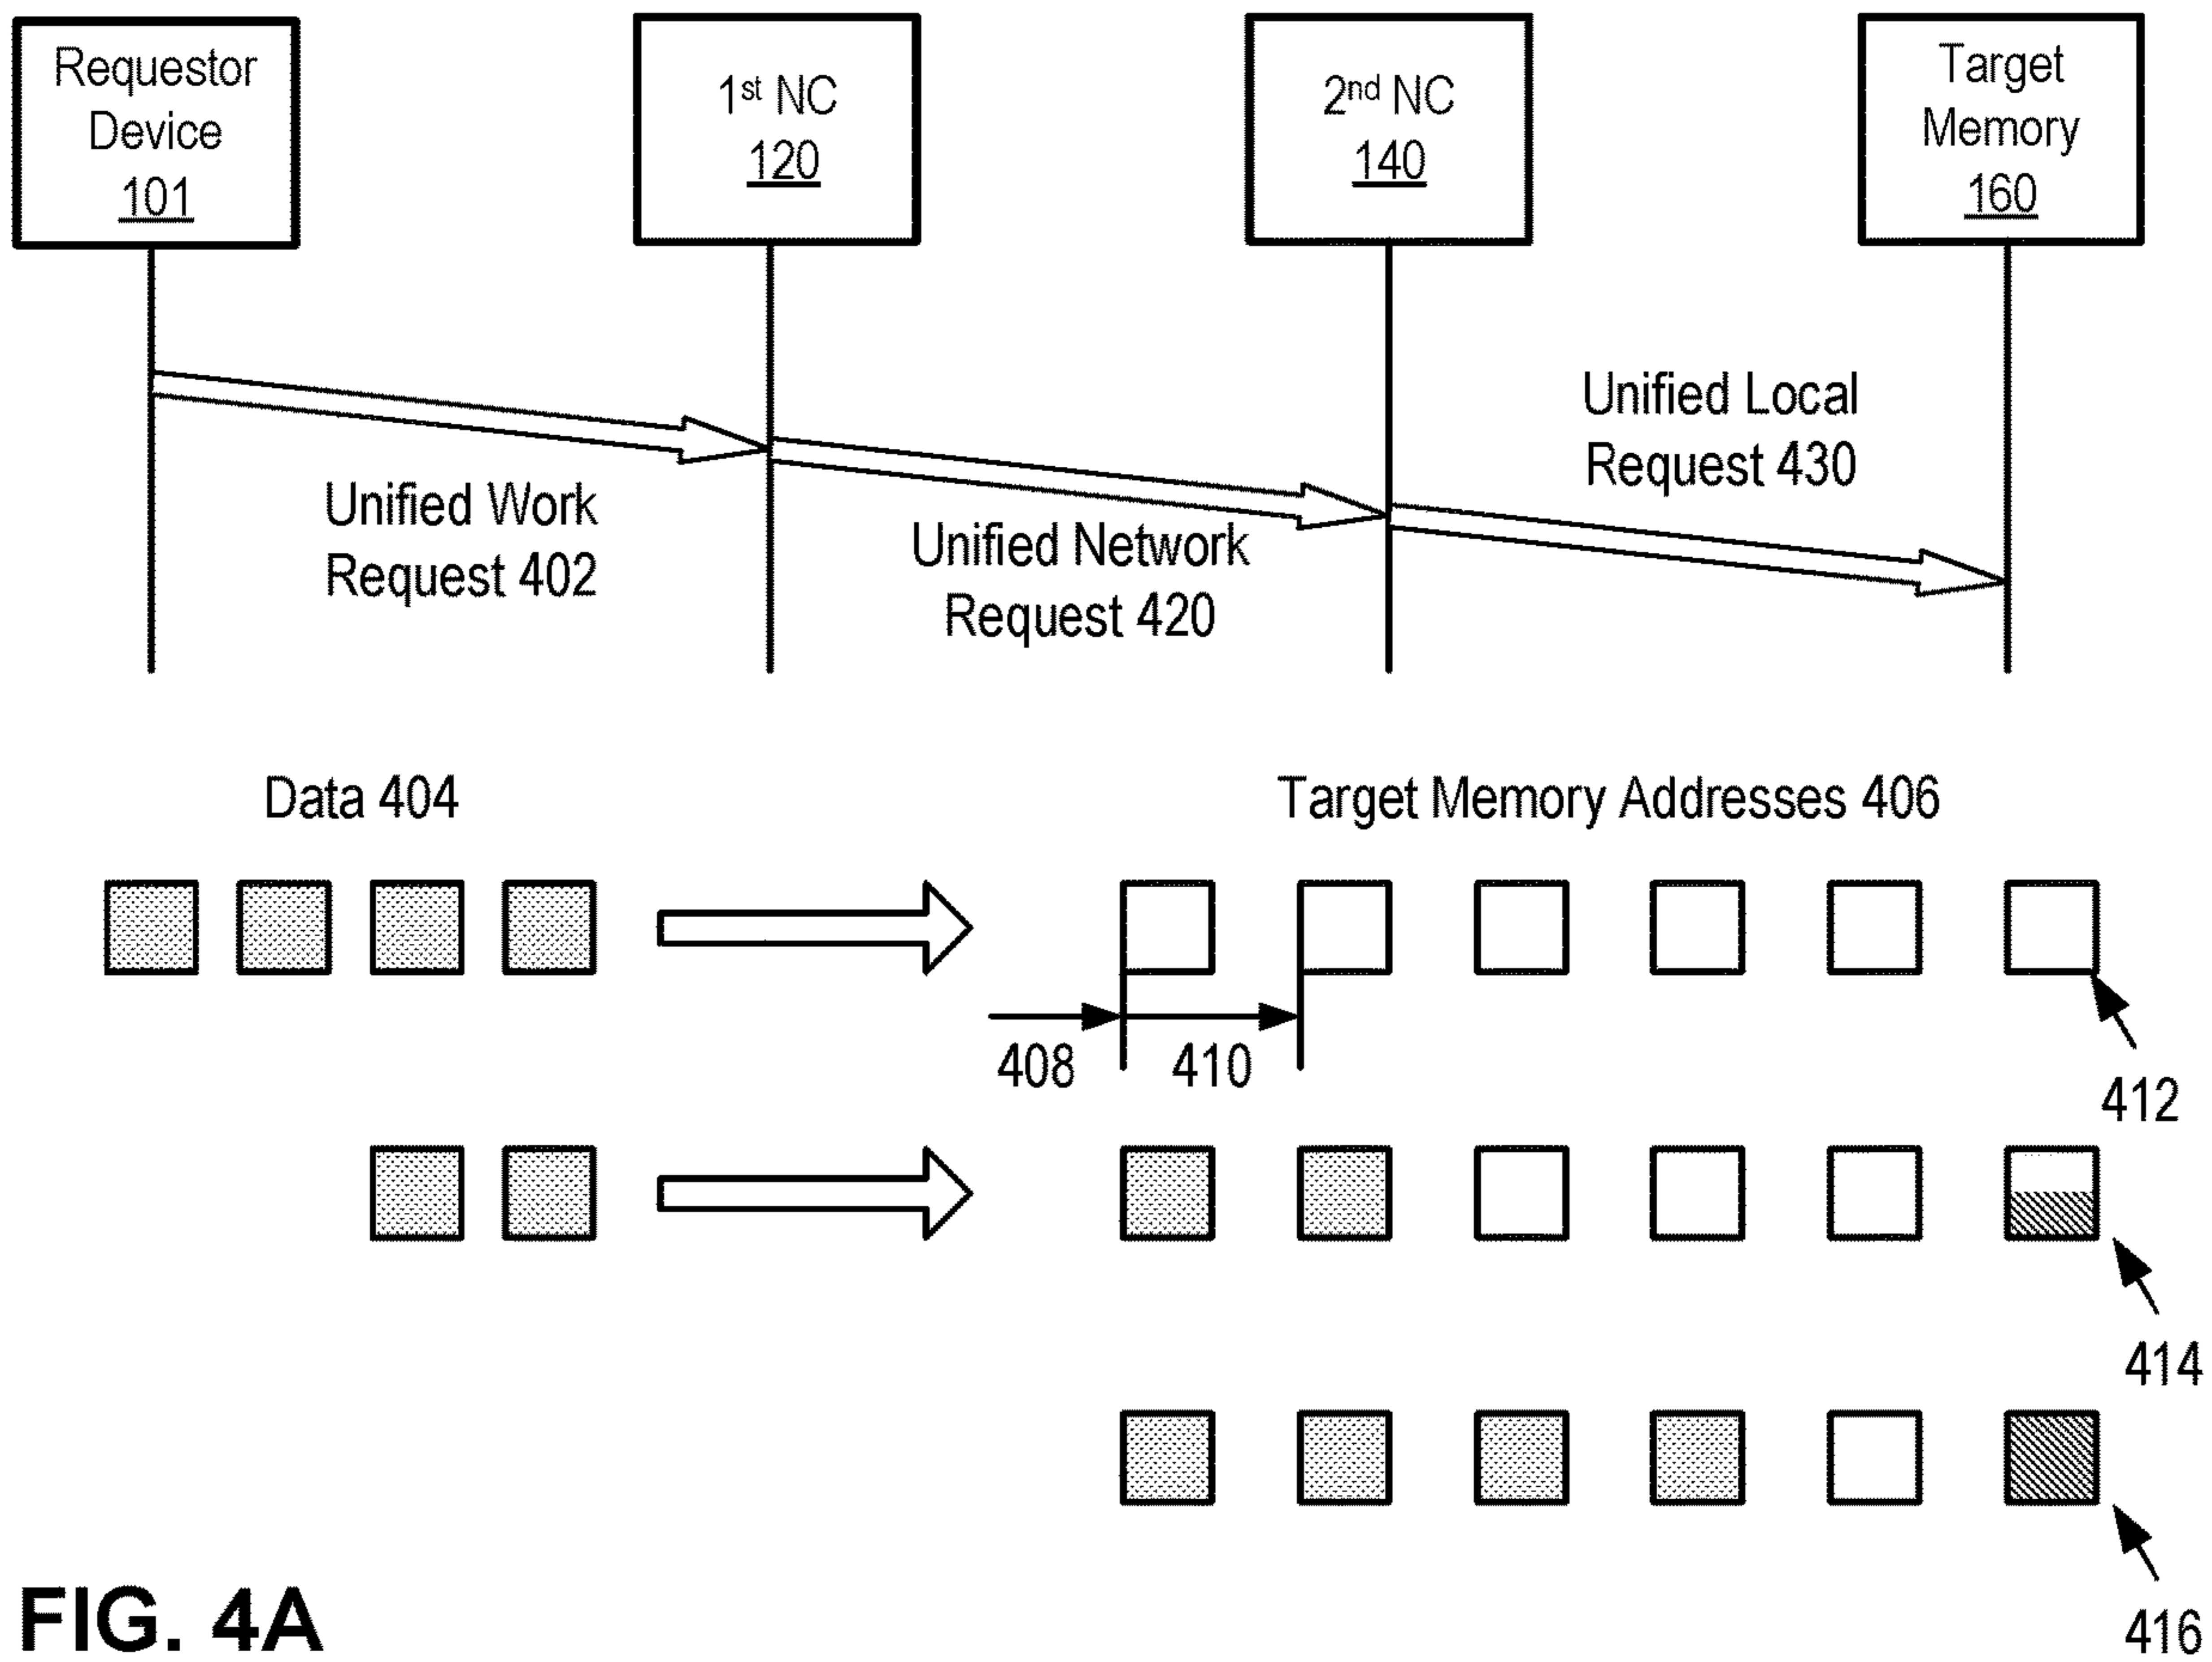 Requestor
Device
101
1st NC
120
2nd NC
140
Target
Memory
160
Unified Work
Request 402
Unified Network
Request 420
Unified Local
Request 430
Data 404
Target Memory Addresses 406
408
410
412
414
416
FIG. 4A